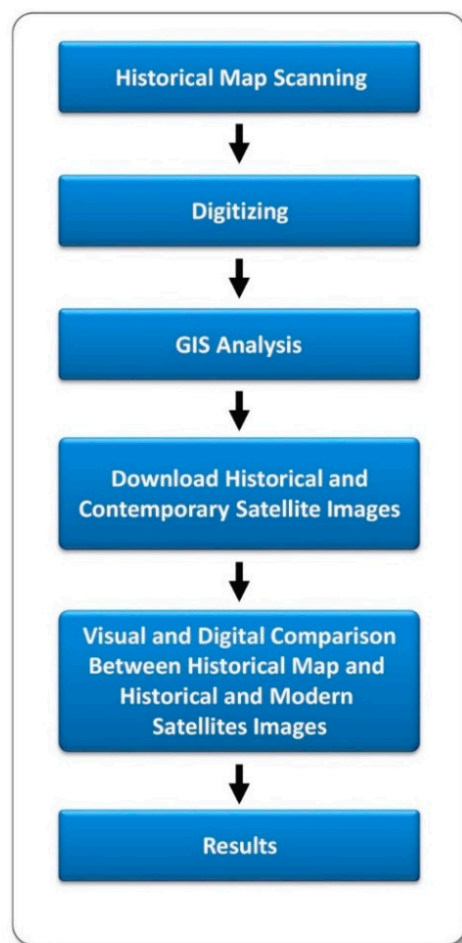 Historical Map Scanning
Digitizing
GIS Analysis
Download Historical and
Contemporary Satellite Images
Visual and Digital Comparison
Between Historical Map and
Historical and Modern
Satellites Images
Results